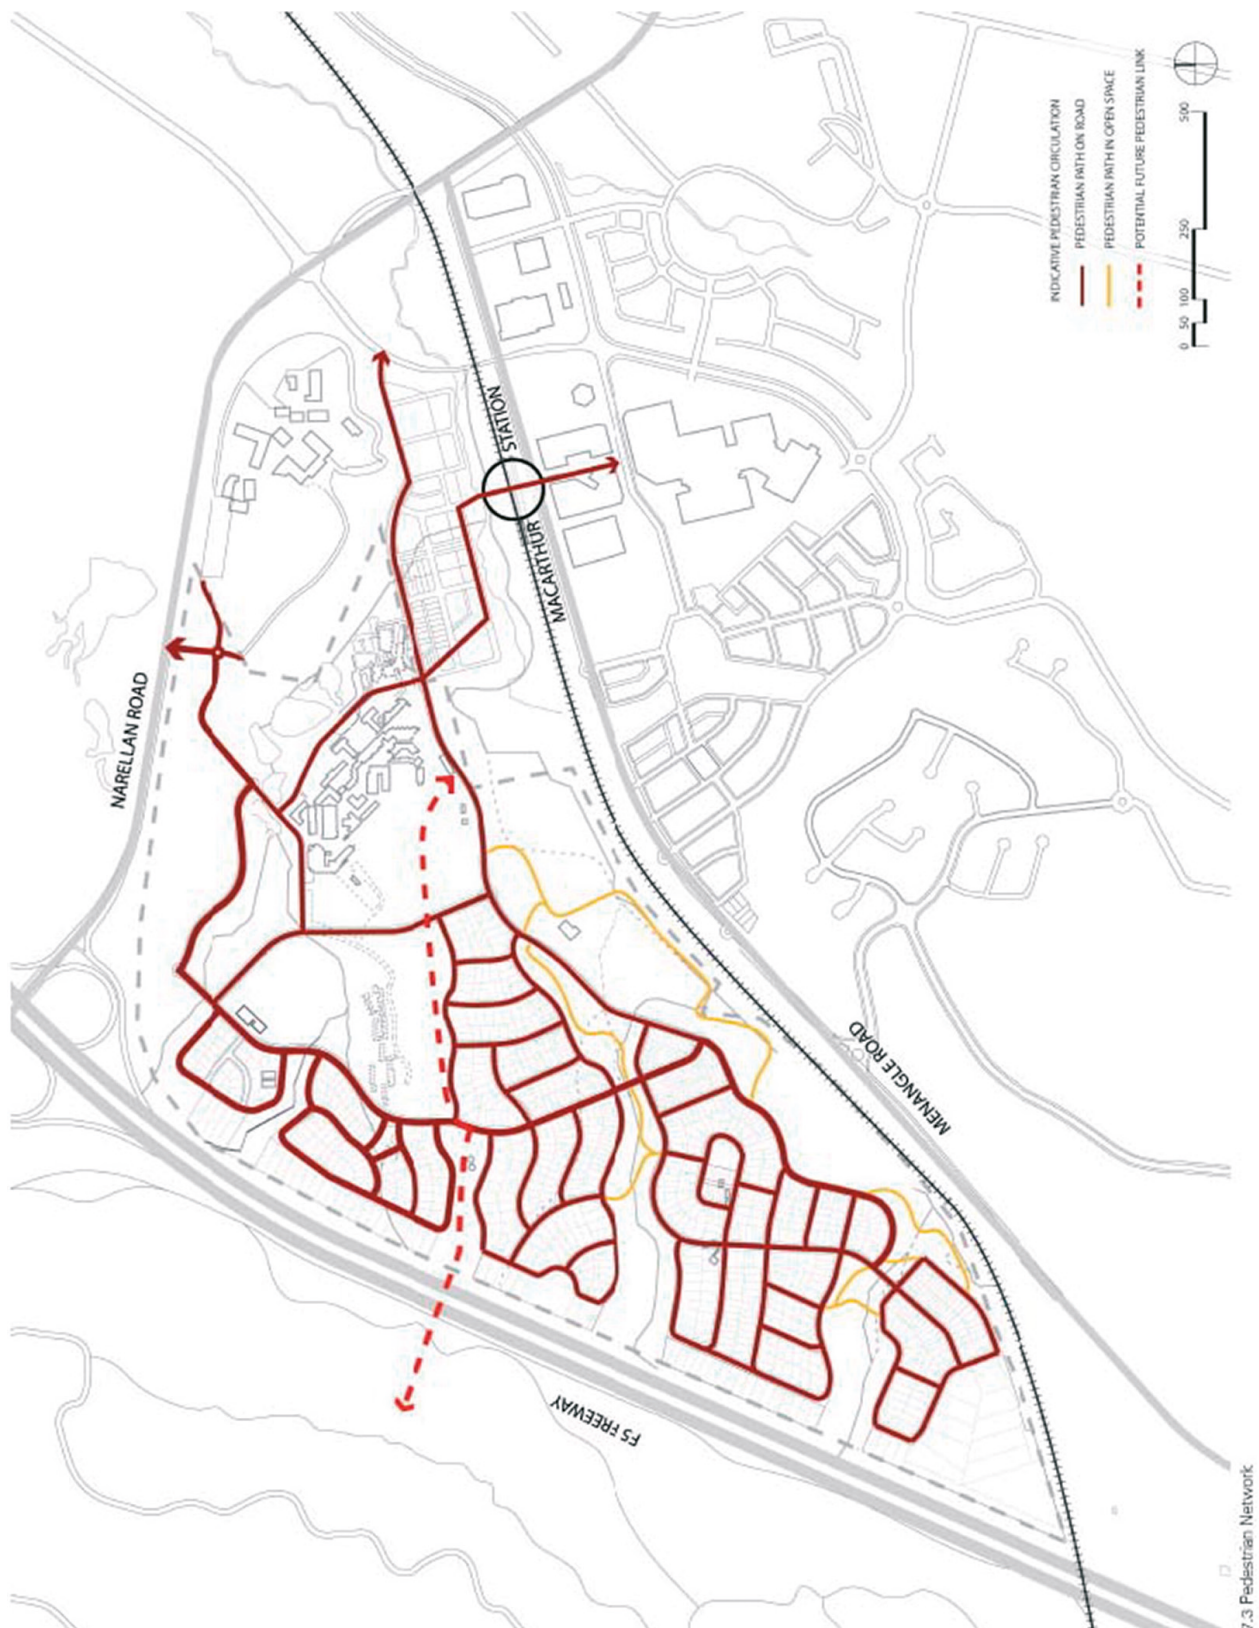 INDICATIVE PEDESTRIAN CIRCULATION
PEDESTRIAN PATH ON ROAD
PEDESTRIAN PATH IN OPEN SPACE
POTENTIAL FUTURE PEDESTRIAN LINK
0 50 100 250 500
NARELLAN ROAD
MACARTHUR STATION
MENANGLE ROAD
F5 FREEWAY
7.3 Pedestrian Network